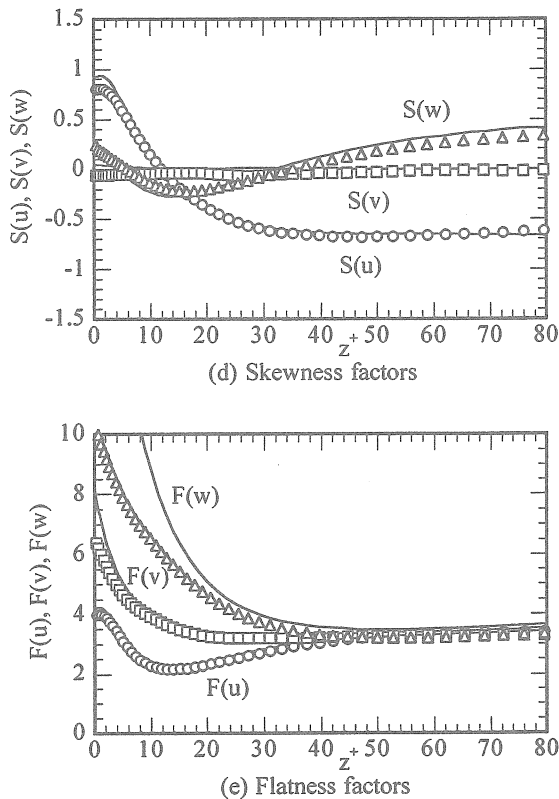 1.5
1
0.5
0
-0.5
-1
-1.5
S(u), S(v), S(w)
S(w)
S(v)
S(u)
0 10 20 30 40 50 60 70 80
z+
(d) Skewness factors
10
8
6
4
2
0
F(u), F(v), F(w)
F(w)
F(v)
F(u)
0 10 20 30 40 50 60 70 80
z+
(e) Flatness factors